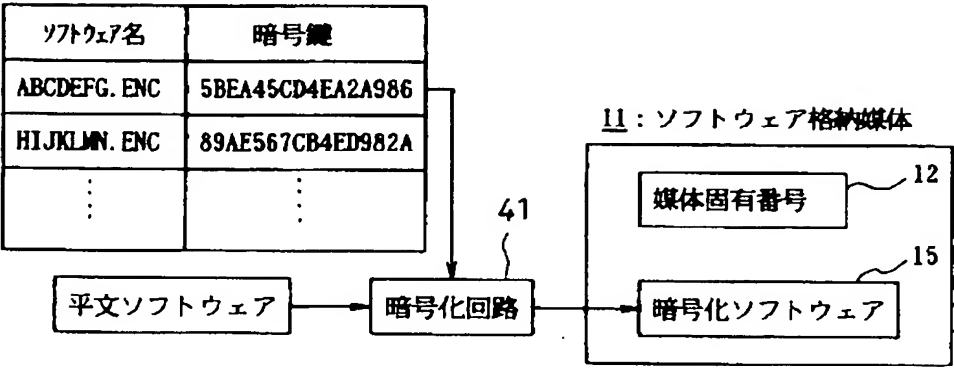 ソフトウェア名 暗号鍵
ABCDEFG.ENC 5BEA45CD4EA2A986
HIJKLMN.ENC 89AE567CB4ED982A
⋮ ⋮
11：ソフトウェア格納媒体
媒体固有番号 12
41
15
平文ソフトウェア 暗号化回路 暗号化ソフトウェア